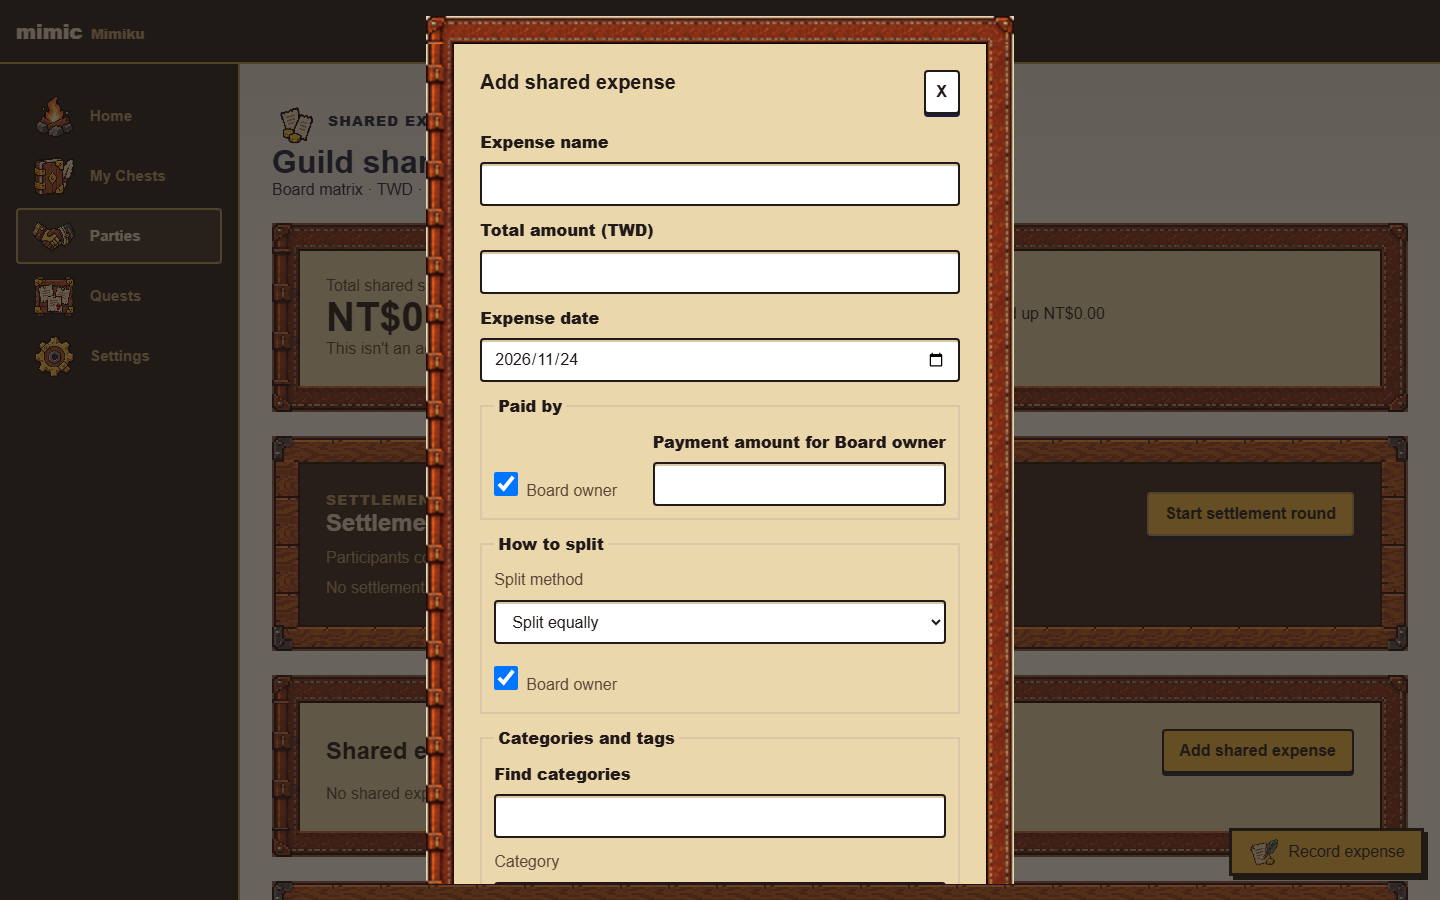 mimic Mimiku
Home
My Chests
Parties
Quests
Settings
SHARED EX
Guild shar
Board matrix · TWD ·
Total shared s
NT$0
This isn't an a
up NT$0.00
SETTLEMEN
Settleme
Participants co
No settlement
Start settlement round
Shared e
No shared exp
Add shared expense
Record expense
Add shared expense
X
Expense name
Total amount (TWD)
Expense date
2026/11/24
Paid by
Payment amount for Board owner
Board owner
How to split
Split method
Split equally
Board owner
Categories and tags
Find categories
Category